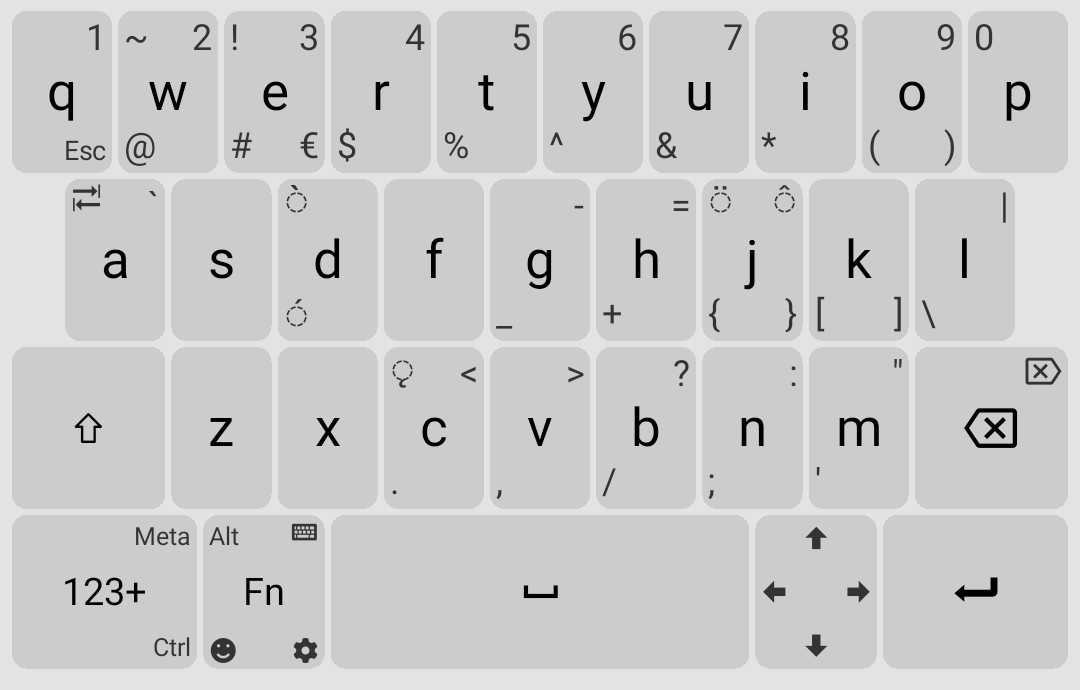 1 ~ 2 ! 3 4 5 6 7 8 9 0
q w e r t y u i o p
Esc @ # € $ % ^ & * ( )
` ◌̀ - = ◌̈ ◌̂ |
a s d f g h j k l
◌́ _ + { } [ ] \
◌̧ < > ? : "
z x c v b n m
. , / ; '
Meta Alt
123+ Fn
Ctrl